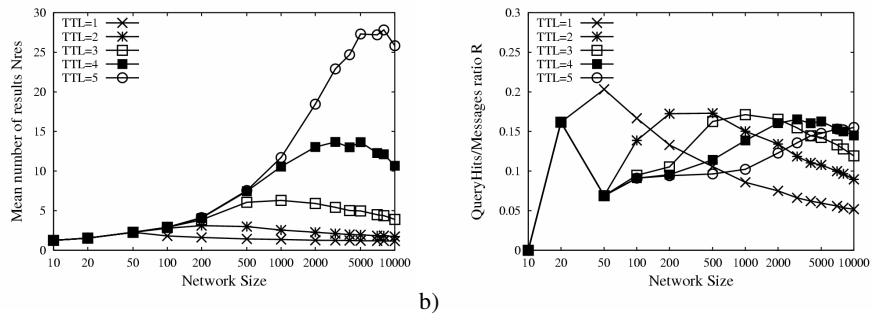 30
25
20
15
10
5
0
Mean number of results Nres
TTL=1
TTL=2
TTL=3
TTL=4
TTL=5
10 20 50 100 200 500 1000 2000 5000 10000
Network Size
b)
0.3
0.25
0.2
0.15
0.1
0.05
0
QueryHits/Messages ratio R
TTL=1
TTL=2
TTL=3
TTL=4
TTL=5
10 20 50 100 200 500 1000 2000 5000 10000
Network Size